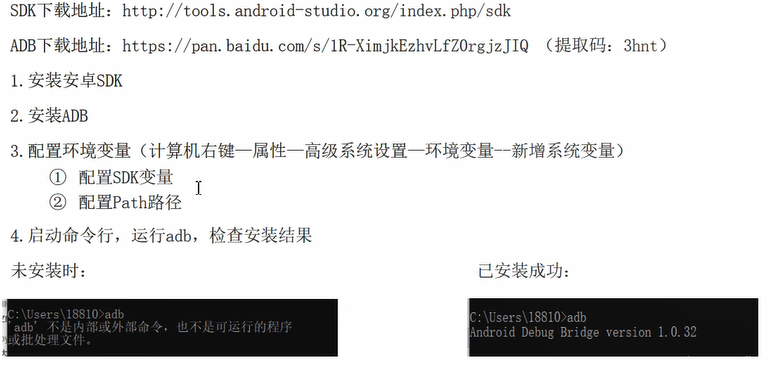 SDK下载地址：http://tools.android-studio.org/index.php/sdk
ADB下载地址：https://pan.baidu.com/s/1R-XimjkEzhvLfZ0rgjzJIQ （提取码：3hnt）
1.安装安卓SDK
2.安装ADB
3.配置环境变量（计算机右键—属性—高级系统设置—环境变量--新增系统变量）
① 配置SDK变量
② 配置Path路径
4.启动命令行，运行adb，检查安装结果
未安装时：
已安装成功：
C:\Users\18810>adb
'adb' 不是内部或外部命令，也不是可运行的程序
或批处理文件。
C:\Users\18810>adb
Android Debug Bridge version 1.0.32